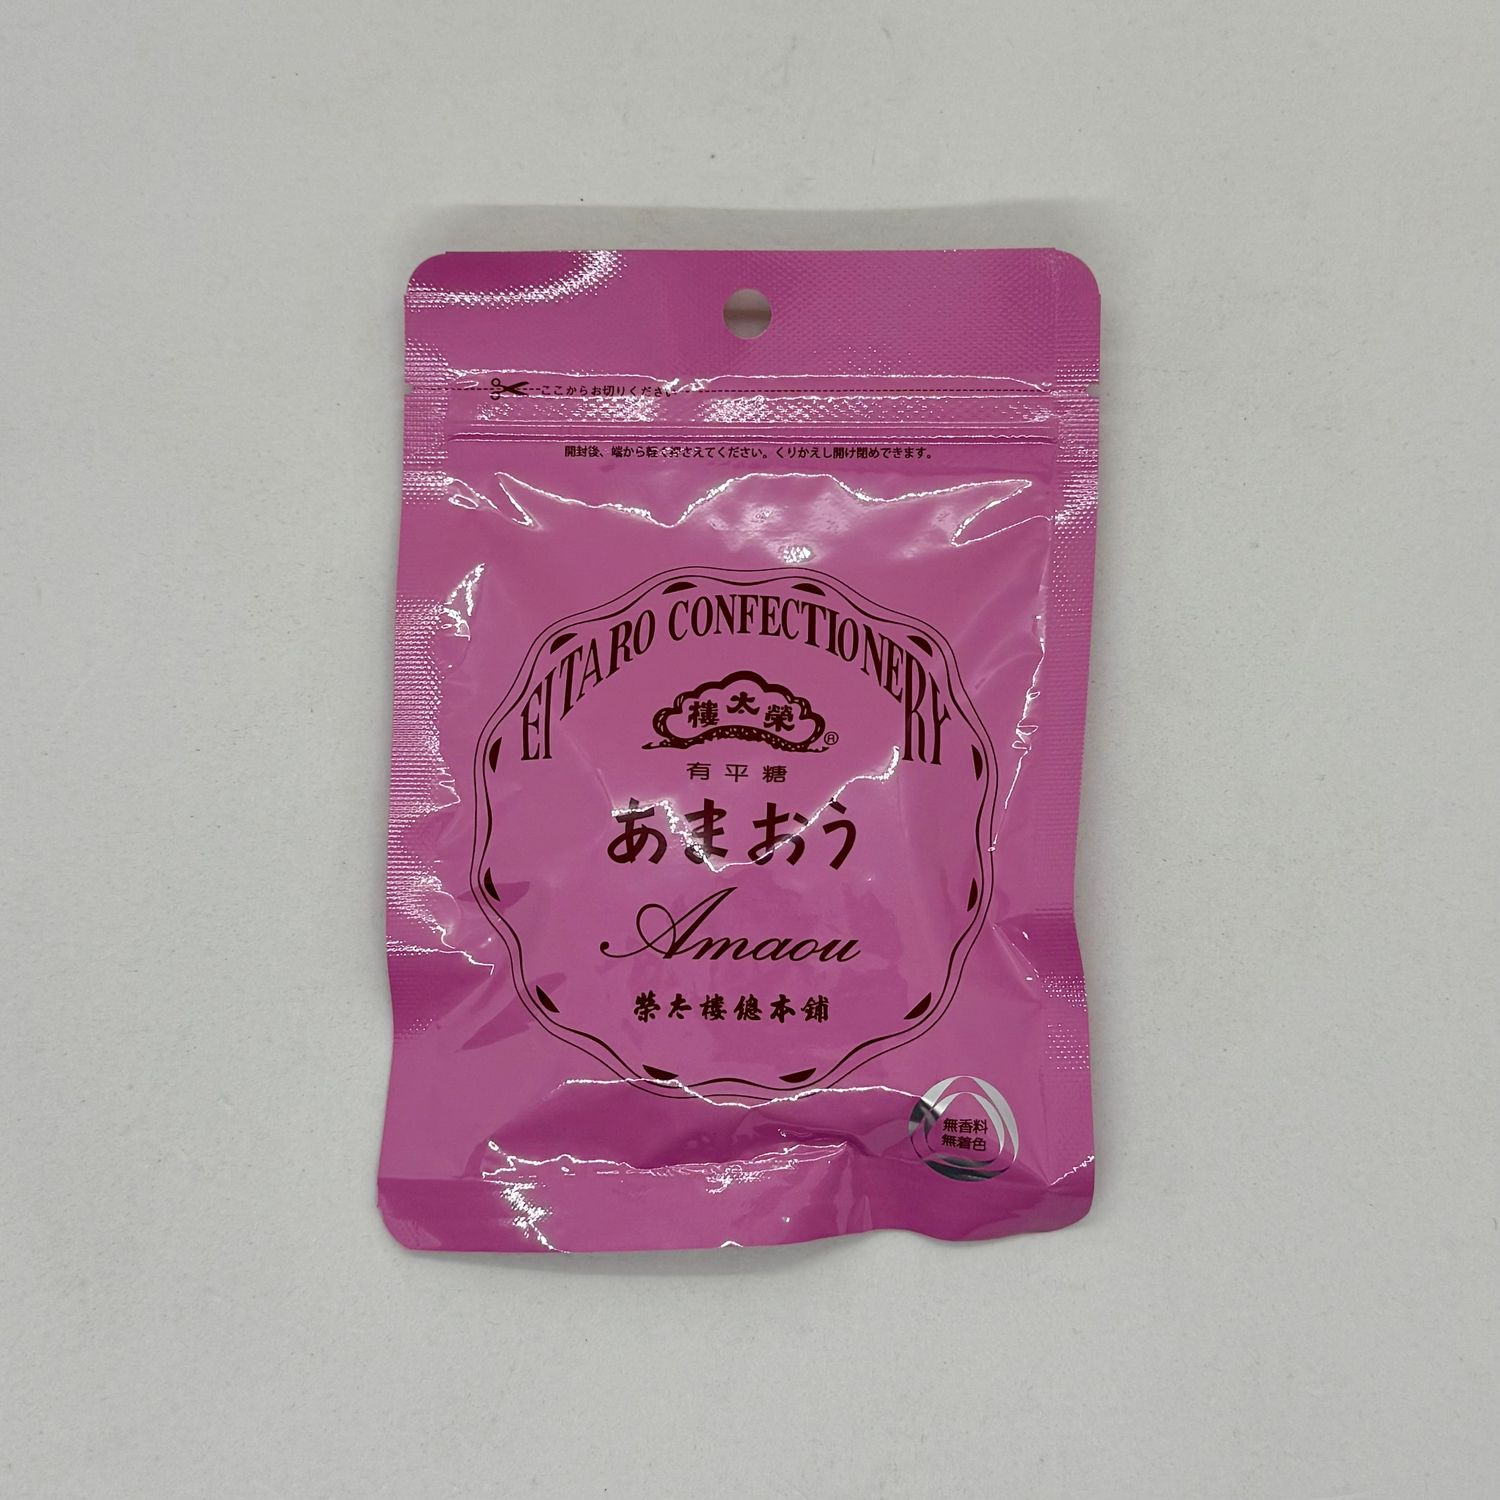 ここからお切りください
開封後、端から軽く押さえてください。くりかえし開け閉めできます。
EITARO CONFECTIONERY
榮太樓
®
有平糖
あまおう
Amaou
榮太樓總本鋪
無香料
無着色